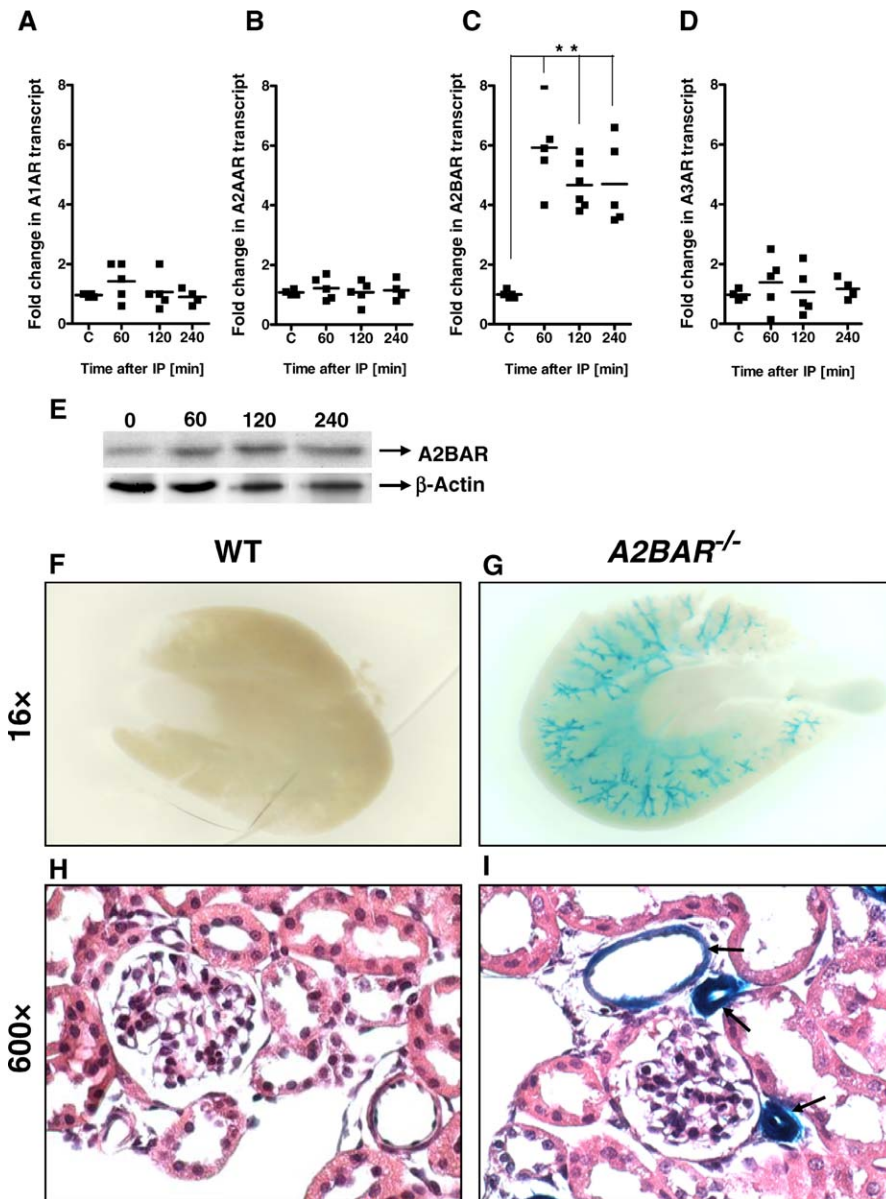 A
Fold change in A1AR transcript
8
6
4
2
0
C 60 120 240
Time after IP [min]
B
Fold change in A2AAR transcript
8
6
4
2
0
C 60 120 240
Time after IP [min]
C
**
Fold change in A2BAR transcript
8
6
4
2
0
C 60 120 240
Time after IP [min]
D
Fold change in A3AR transcript
8
6
4
2
0
C 60 120 240
Time after IP [min]
E
0 60 120 240
A2BAR
β-Actin
WT
A2BAR-/-
F
G
16×
H
I
600×